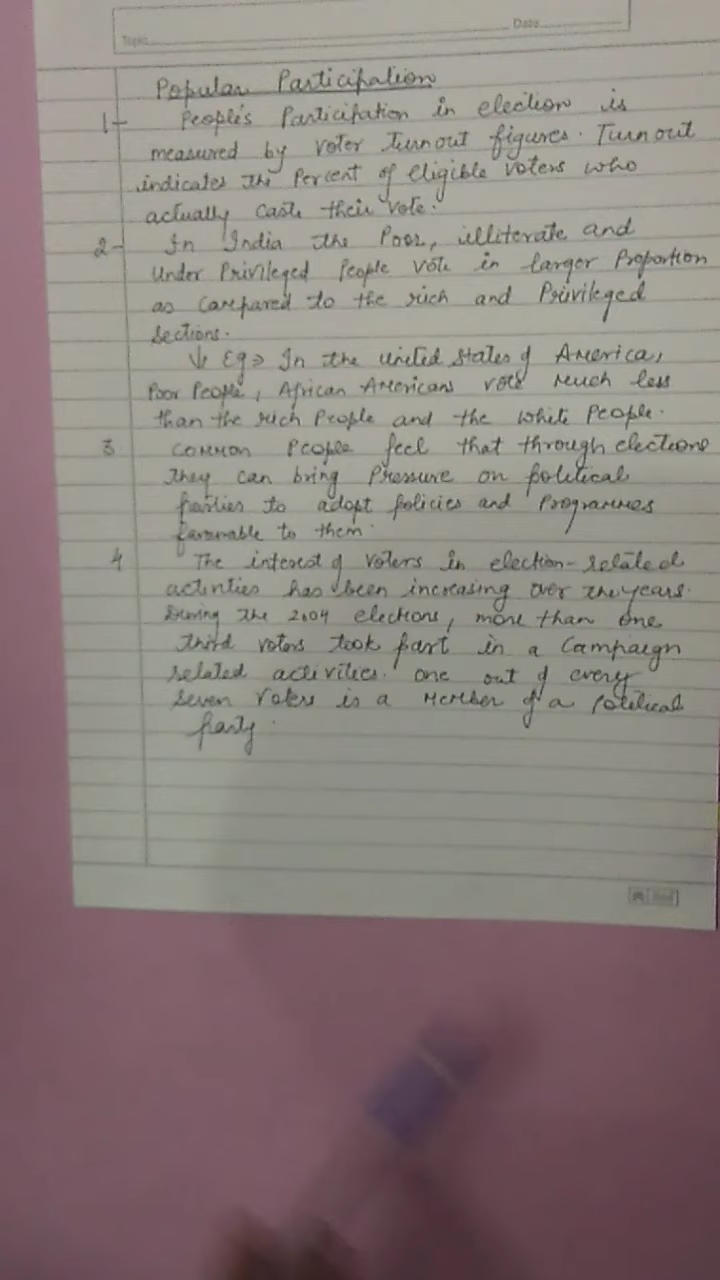 Topic Date
Popular Participation
1- People's Participation in election is
measured by voter Turnout figures. Turnout
indicates the Percent of eligible voters who
actually caste their vote.
2- In India the Poor, illiterate and
Under Privileged People vote in larger Proportion
as compared to the rich and Privileged
Sections.
↓ Eg → In the united states of America,
Poor People, African Americans vote much less
than the rich People and the white People.
3 Common People feel that through elections
they can bring Pressure on political
parties to adopt policies and Programmes
favourable to them.
4 The interest of voters in election-related
activities has been increasing over the years.
During the 2004 elections, more than one
third voters took part in a Campaign
related activities. one out of every
seven voters is a member of a political
party.